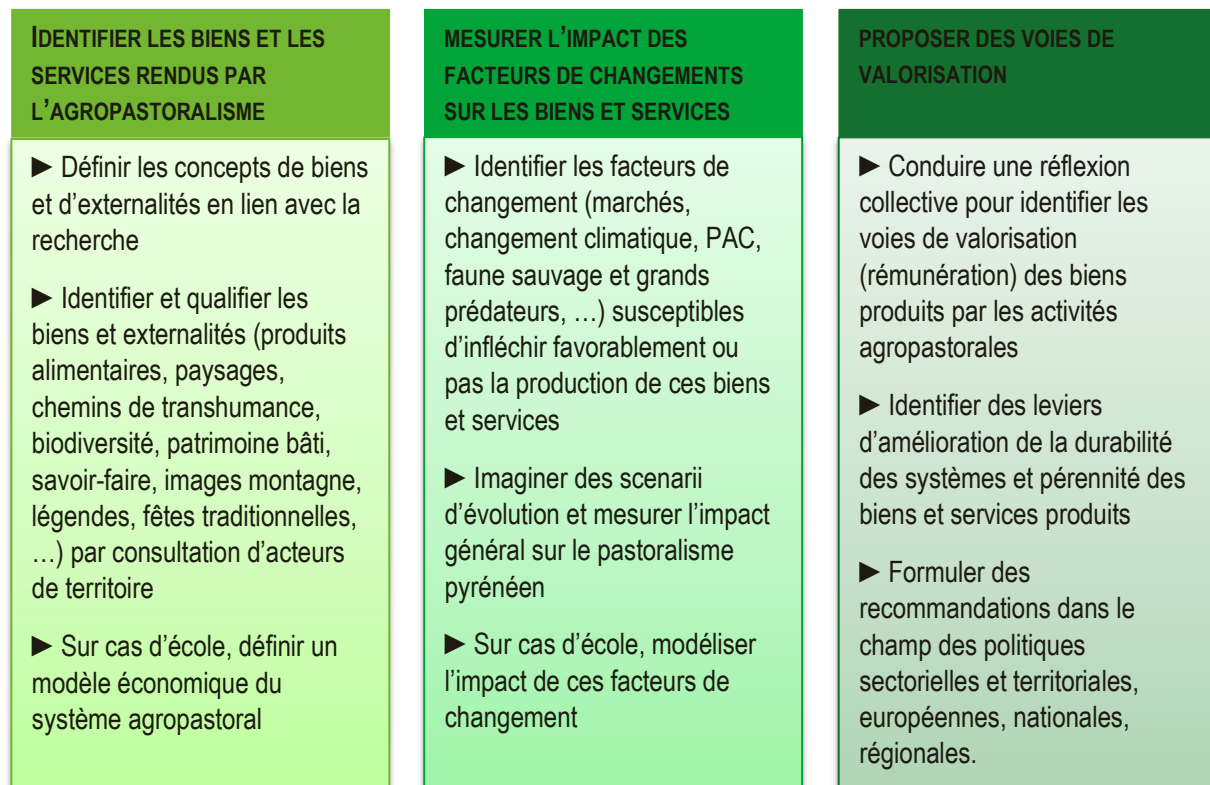 IDENTIFIER LES BIENS ET LES
SERVICES RENDUS PAR
L’AGROPASTORALISME
► Définir les concepts de biens
et d’externalités en lien avec la
recherche
► Identifier et qualifier les
biens et externalités (produits
alimentaires, paysages,
chemins de transhumance,
biodiversité, patrimoine bâti,
savoir-faire, images montagne,
légendes, fêtes traditionnelles,
…) par consultation d’acteurs
de territoire
► Sur cas d’école, définir un
modèle économique du
système agropastoral
MESURER L’IMPACT DES
FACTEURS DE CHANGEMENTS
SUR LES BIENS ET SERVICES
► Identifier les facteurs de
changement (marchés,
changement climatique, PAC,
faune sauvage et grands
prédateurs, …) susceptibles
d’infléchir favorablement ou
pas la production de ces biens
et services
► Imaginer des scenarii
d’évolution et mesurer l’impact
général sur le pastoralisme
pyrénéen
► Sur cas d’école, modéliser
l’impact de ces facteurs de
changement
PROPOSER DES VOIES DE
VALORISATION
► Conduire une réflexion
collective pour identifier les
voies de valorisation
(rémunération) des biens
produits par les activités
agropastorales
► Identifier des leviers
d’amélioration de la durabilité
des systèmes et pérennité des
biens et services produits
► Formuler des
recommandations dans le
champ des politiques
sectorielles et territoriales,
européennes, nationales,
régionales.